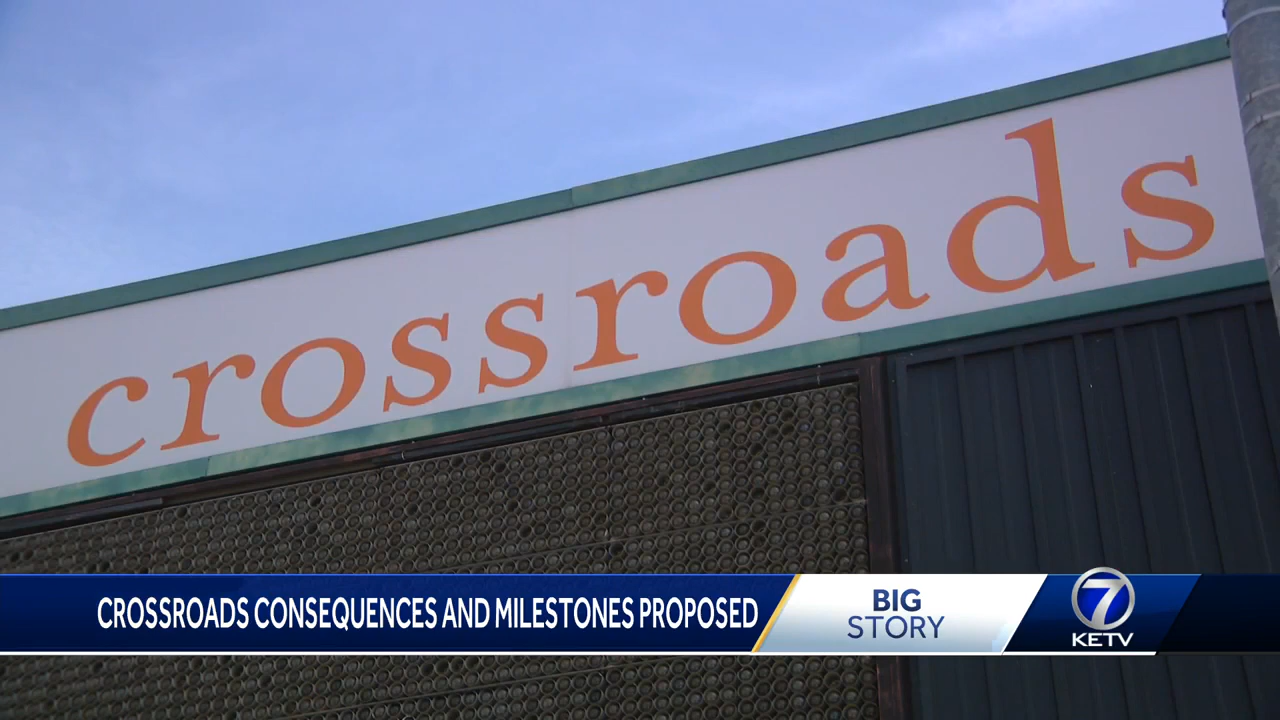 crossroads
CROSSROADS CONSEQUENCES AND MILESTONES PROPOSED
BIG
STORY
7
KETV